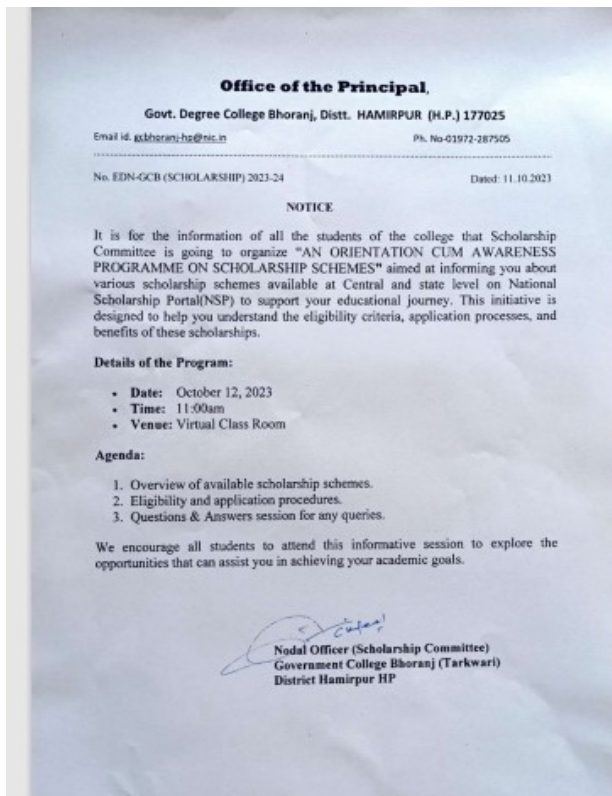 Office of the Principal,
Govt. Degree College Bhoranj, Distt. HAMIRPUR (H.P.) 177025
Email id. gcbhoranj-hp@nic.in Ph. No-01972-287505
No. EDN-GCB (SCHOLARSHIP) 2023-24 Dated: 11.10.2023
NOTICE
It is for the information of all the students of the college that Scholarship
Committee is going to organize "AN ORIENTATION CUM AWARENESS
PROGRAMME ON SCHOLARSHIP SCHEMES" aimed at informing you about
various scholarship schemes available at Central and state level on National
Scholarship Portal(NSP) to support your educational journey. This initiative is
designed to help you understand the eligibility criteria, application processes, and
benefits of these scholarships.
Details of the Program:
• Date: October 12, 2023
• Time: 11:00am
• Venue: Virtual Class Room
Agenda:
1. Overview of available scholarship schemes.
2. Eligibility and application procedures.
3. Questions & Answers session for any queries.
We encourage all students to attend this informative session to explore the
opportunities that can assist you in achieving your academic goals.
Nodal Officer (Scholarship Committee)
Government College Bhoranj (Tarkwari)
District Hamirpur HP